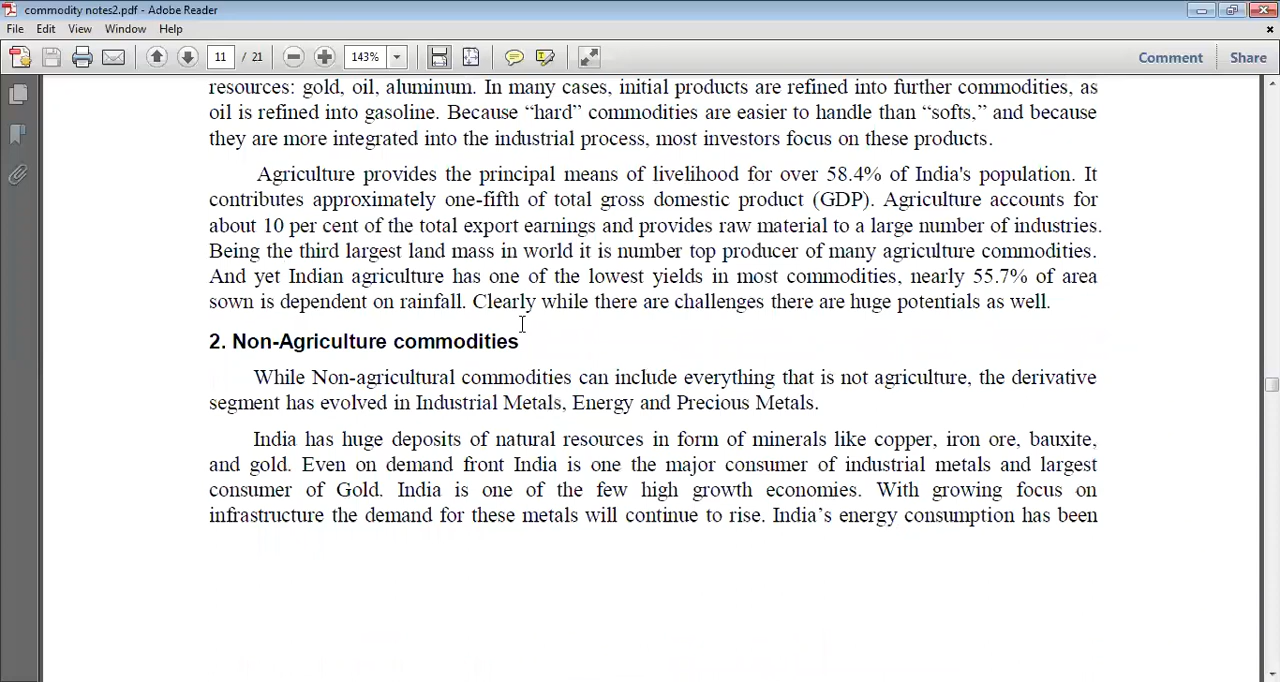 commodity notes2.pdf - Adobe Reader
File Edit View Window Help
11 / 21 143% Comment Share
resources: gold, oil, aluminum. In many cases, initial products are refined into further commodities, as
oil is refined into gasoline. Because “hard” commodities are easier to handle than “softs,” and because
they are more integrated into the industrial process, most investors focus on these products.
Agriculture provides the principal means of livelihood for over 58.4% of India's population. It
contributes approximately one-fifth of total gross domestic product (GDP). Agriculture accounts for
about 10 per cent of the total export earnings and provides raw material to a large number of industries.
Being the third largest land mass in world it is number top producer of many agriculture commodities.
And yet Indian agriculture has one of the lowest yields in most commodities, nearly 55.7% of area
sown is dependent on rainfall. Clearly while there are challenges there are huge potentials as well.
2. Non-Agriculture commodities
While Non-agricultural commodities can include everything that is not agriculture, the derivative
segment has evolved in Industrial Metals, Energy and Precious Metals.
India has huge deposits of natural resources in form of minerals like copper, iron ore, bauxite,
and gold. Even on demand front India is one the major consumer of industrial metals and largest
consumer of Gold. India is one of the few high growth economies. With growing focus on
infrastructure the demand for these metals will continue to rise. India’s energy consumption has been